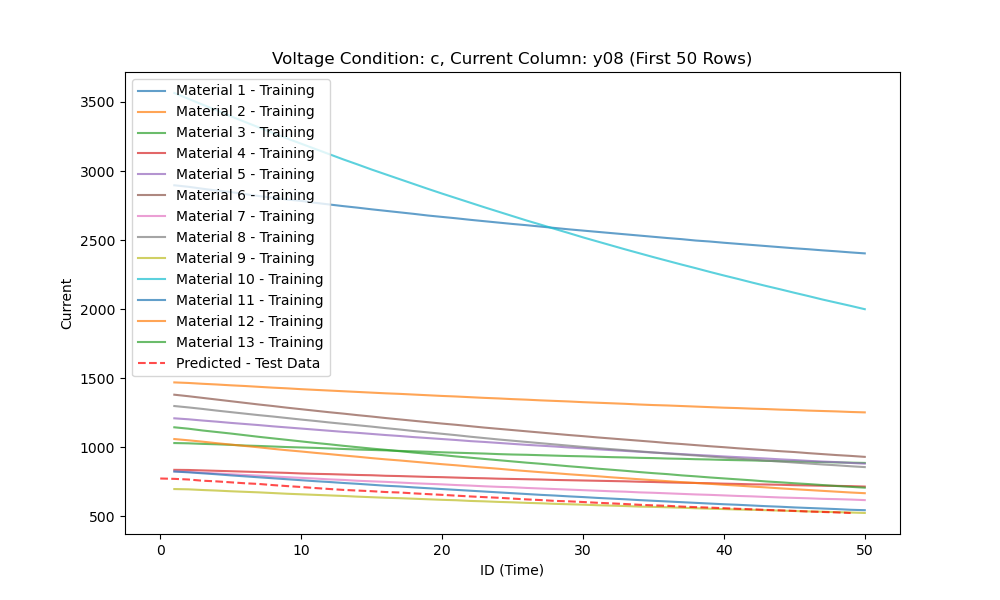 Voltage Condition: c, Current Column: y08 (First 50 Rows)
Material 1 - Training
Material 2 - Training
Material 3 - Training
Material 4 - Training
Material 5 - Training
Material 6 - Training
Material 7 - Training
Material 8 - Training
Material 9 - Training
Material 10 - Training
Material 11 - Training
Material 12 - Training
Material 13 - Training
Predicted - Test Data
Current
3500
3000
2500
2000
1500
1000
500
0 10 20 30 40 50
ID (Time)